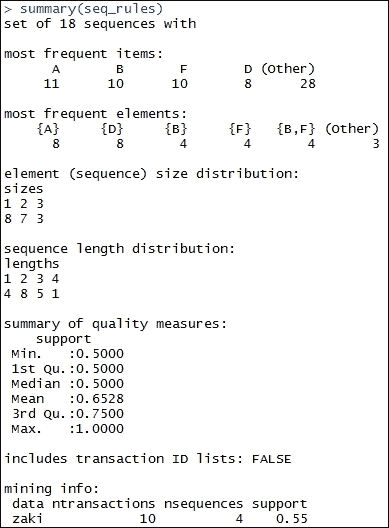 > summary(seq_rules)
set of 18 sequences with
most frequent items:
A B F D (Other)
11 10 10 8 28
most frequent elements:
{A} {D} {B} {F} {B,F} (Other)
8 8 4 4 4 3
element (sequence) size distribution:
sizes
1 2 3
8 7 3
sequence length distribution:
lengths
1 2 3 4
4 8 5 1
summary of quality measures:
support
Min. :0.5000
1st Qu.:0.5000
Median :0.5000
Mean :0.6528
3rd Qu.:0.7500
Max. :1.0000
includes transaction ID lists: FALSE
mining info:
data ntransactions nsequences support
zaki 10 4 0.55